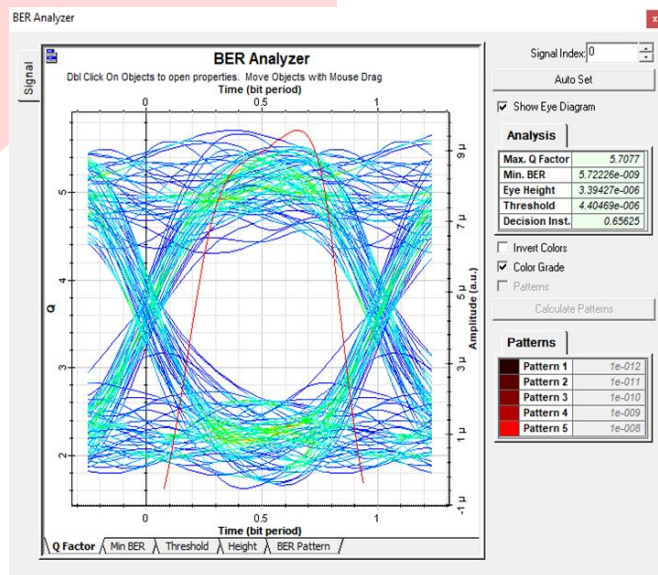 BER Analyzer
x
Signal
BER Analyzer
Dbl Click On Objects to open properties. Move Objects with Mouse Drag
Time (bit period)
0 0.5 1
Q
5
4
3
2
Amplitude (a.u.)
9 µ
7 µ
5 µ
3 µ
1 µ
-1 µ
0 0.5 1
Time (bit period)
Q Factor Min BER Threshold Height BER Pattern
Signal Index: 0
Auto Set
Show Eye Diagram
Analysis
Max. Q Factor 5.7077
Min. BER 5.72226e-009
Eye Height 3.39427e-006
Threshold 4.40469e-006
Decision Inst. 0.65625
Invert Colors
Color Grade
Patterns
Calculate Patterns
Patterns
Pattern 1 1e-012
Pattern 2 1e-011
Pattern 3 1e-010
Pattern 4 1e-009
Pattern 5 1e-008